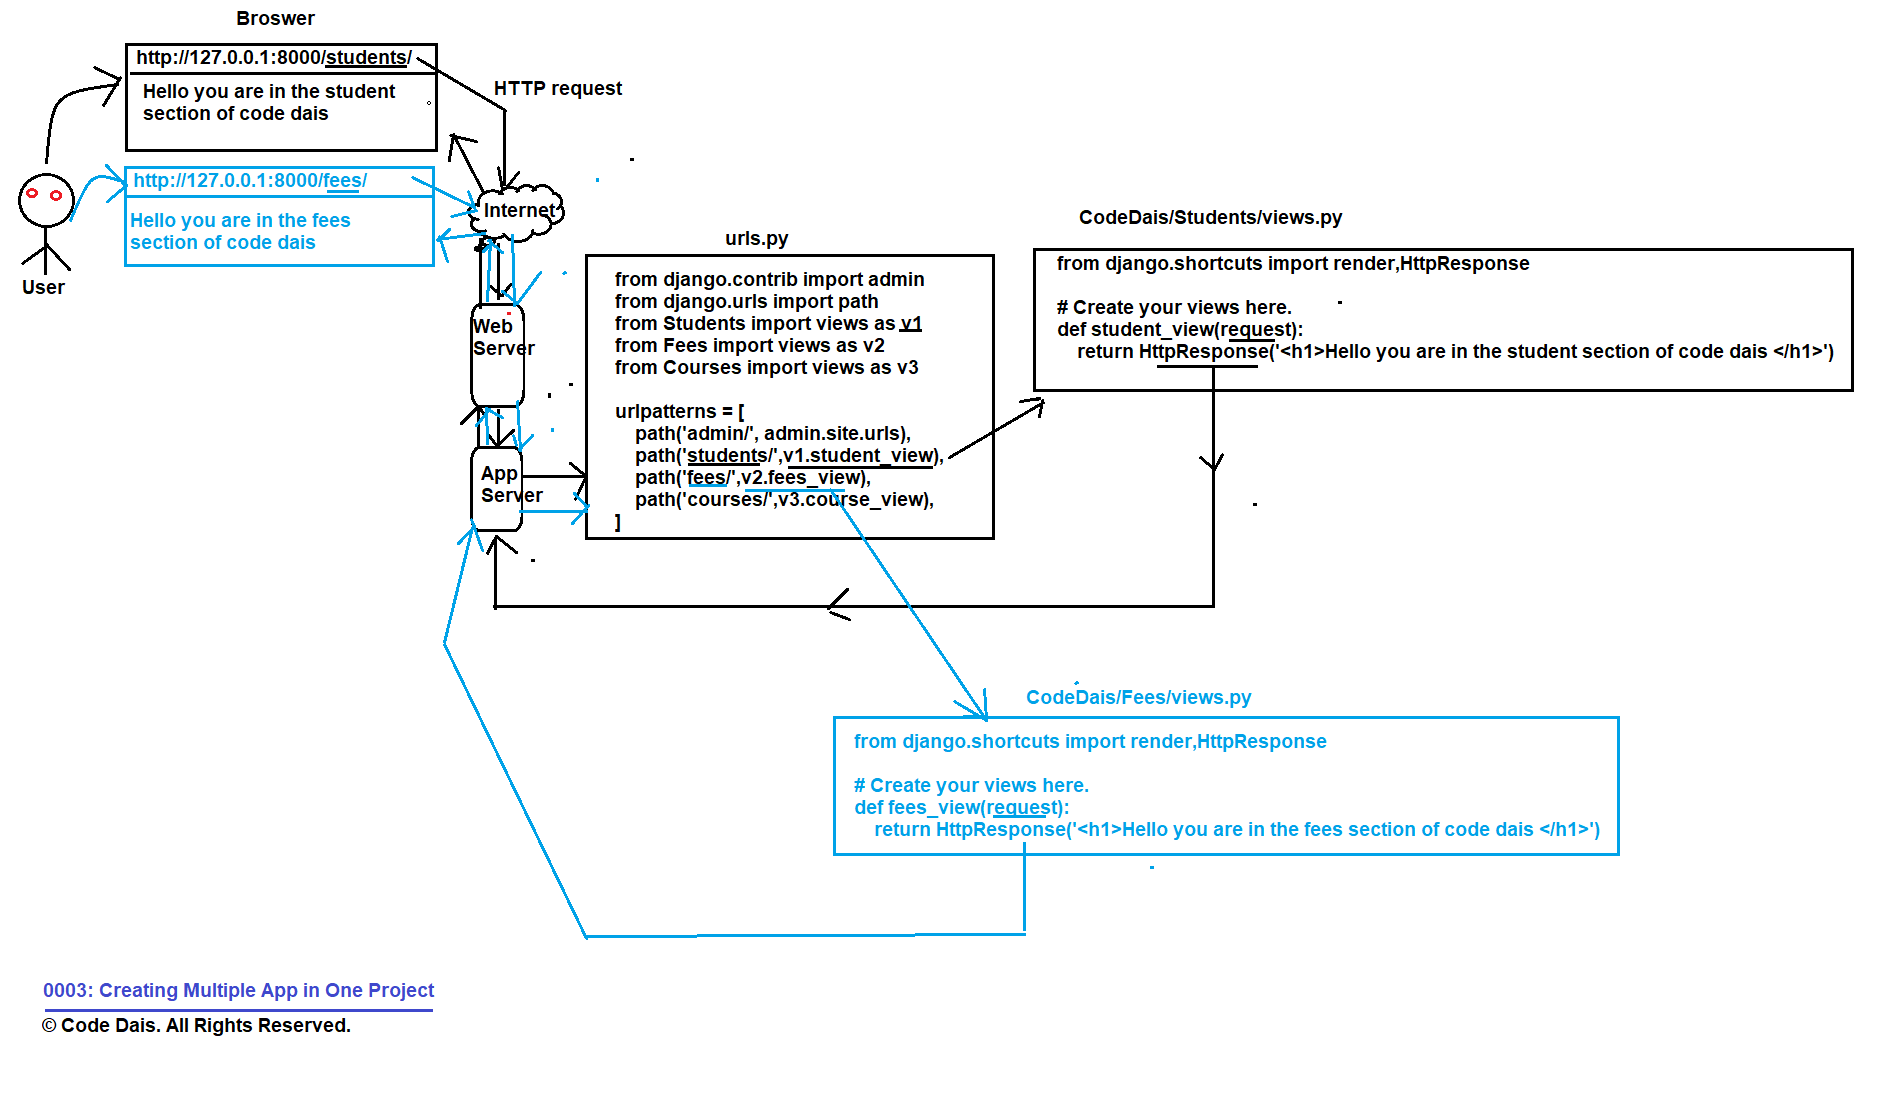 Broswer
http://127.0.0.1:8000/students/
Hello you are in the student
section of code dais
HTTP request
http://127.0.0.1:8000/fees/
Hello you are in the fees
section of code dais
User
Internet
Web
Server
App
Server
urls.py
from django.contrib import admin
from django.urls import path
from Students import views as v1
from Fees import views as v2
from Courses import views as v3
urlpatterns = [
    path('admin/', admin.site.urls),
    path('students/',v1.student_view),
    path('fees/',v2.fees_view),
    path('courses/',v3.course_view),
]
CodeDais/Students/views.py
from django.shortcuts import render,HttpResponse
# Create your views here.
def student_view(request):
    return HttpResponse('<h1>Hello you are in the student section of code dais </h1>')
CodeDais/Fees/views.py
from django.shortcuts import render,HttpResponse
# Create your views here.
def fees_view(request):
    return HttpResponse('<h1>Hello you are in the fees section of code dais </h1>')
0003: Creating Multiple App in One Project
© Code Dais. All Rights Reserved.